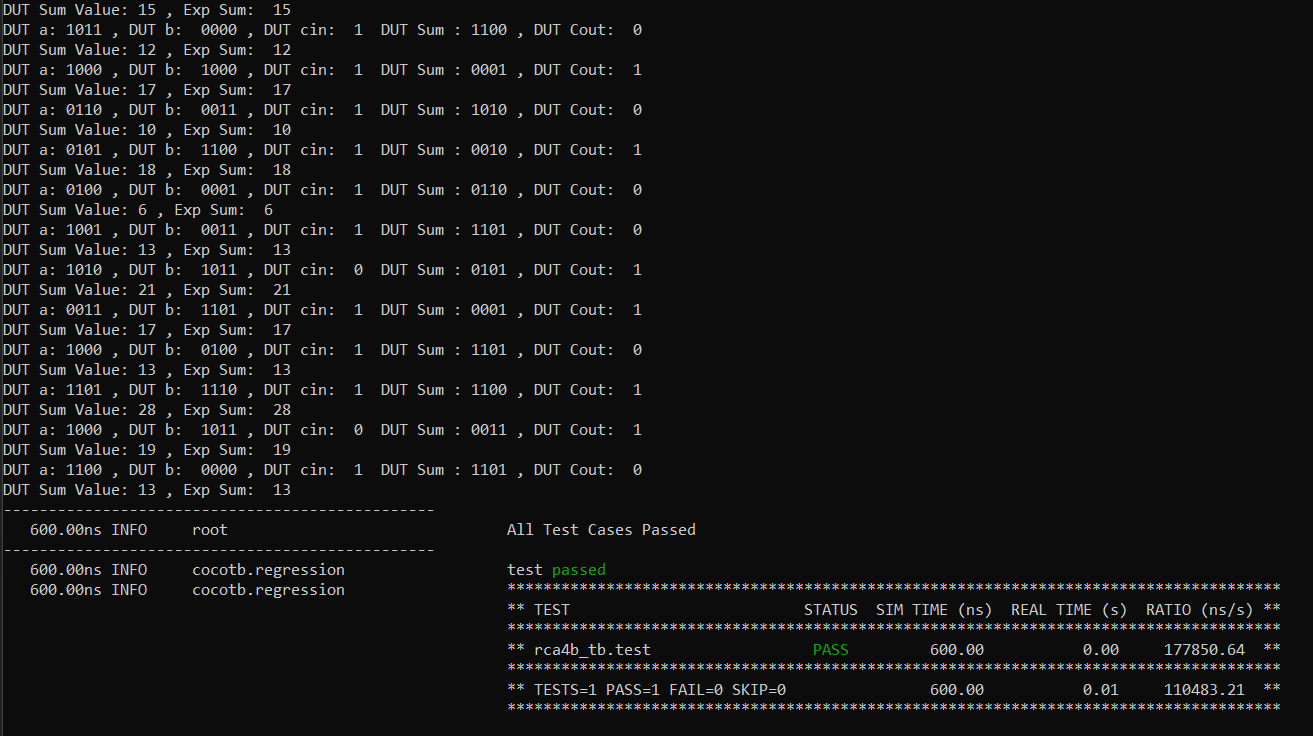 DUT Sum Value: 15 , Exp Sum:  15
DUT a: 1011 , DUT b:  0000 , DUT cin:  1  DUT Sum : 1100 , DUT Cout:  0
DUT Sum Value: 12 , Exp Sum:  12
DUT a: 1000 , DUT b:  1000 , DUT cin:  1  DUT Sum : 0001 , DUT Cout:  1
DUT Sum Value: 17 , Exp Sum:  17
DUT a: 0110 , DUT b:  0011 , DUT cin:  1  DUT Sum : 1010 , DUT Cout:  0
DUT Sum Value: 10 , Exp Sum:  10
DUT a: 0101 , DUT b:  1100 , DUT cin:  1  DUT Sum : 0010 , DUT Cout:  1
DUT Sum Value: 18 , Exp Sum:  18
DUT a: 0100 , DUT b:  0001 , DUT cin:  1  DUT Sum : 0110 , DUT Cout:  0
DUT Sum Value: 6 , Exp Sum:  6
DUT a: 1001 , DUT b:  0011 , DUT cin:  1  DUT Sum : 1101 , DUT Cout:  0
DUT Sum Value: 13 , Exp Sum:  13
DUT a: 1010 , DUT b:  1011 , DUT cin:  0  DUT Sum : 0101 , DUT Cout:  1
DUT Sum Value: 21 , Exp Sum:  21
DUT a: 0011 , DUT b:  1101 , DUT cin:  1  DUT Sum : 0001 , DUT Cout:  1
DUT Sum Value: 17 , Exp Sum:  17
DUT a: 1000 , DUT b:  0100 , DUT cin:  1  DUT Sum : 1101 , DUT Cout:  0
DUT Sum Value: 13 , Exp Sum:  13
DUT a: 1101 , DUT b:  1110 , DUT cin:  1  DUT Sum : 1100 , DUT Cout:  1
DUT Sum Value: 28 , Exp Sum:  28
DUT a: 1000 , DUT b:  1011 , DUT cin:  0  DUT Sum : 0011 , DUT Cout:  1
DUT Sum Value: 19 , Exp Sum:  19
DUT a: 1100 , DUT b:  0000 , DUT cin:  1  DUT Sum : 1101 , DUT Cout:  0
DUT Sum Value: 13 , Exp Sum:  13
------------------------------------------------
   600.00ns INFO     root                               All Test Cases Passed
------------------------------------------------
   600.00ns INFO     cocotb.regression                  test passed
   600.00ns INFO     cocotb.regression                  **************************************************************************************
                                                        ** TEST                          STATUS  SIM TIME (ns)  REAL TIME (s)  RATIO (ns/s) **
                                                        **************************************************************************************
                                                        ** rca4b_tb.test                  PASS         600.00           0.00     177850.64  **
                                                        **************************************************************************************
                                                        ** TESTS=1 PASS=1 FAIL=0 SKIP=0                600.00           0.01     110483.21  **
                                                        **************************************************************************************